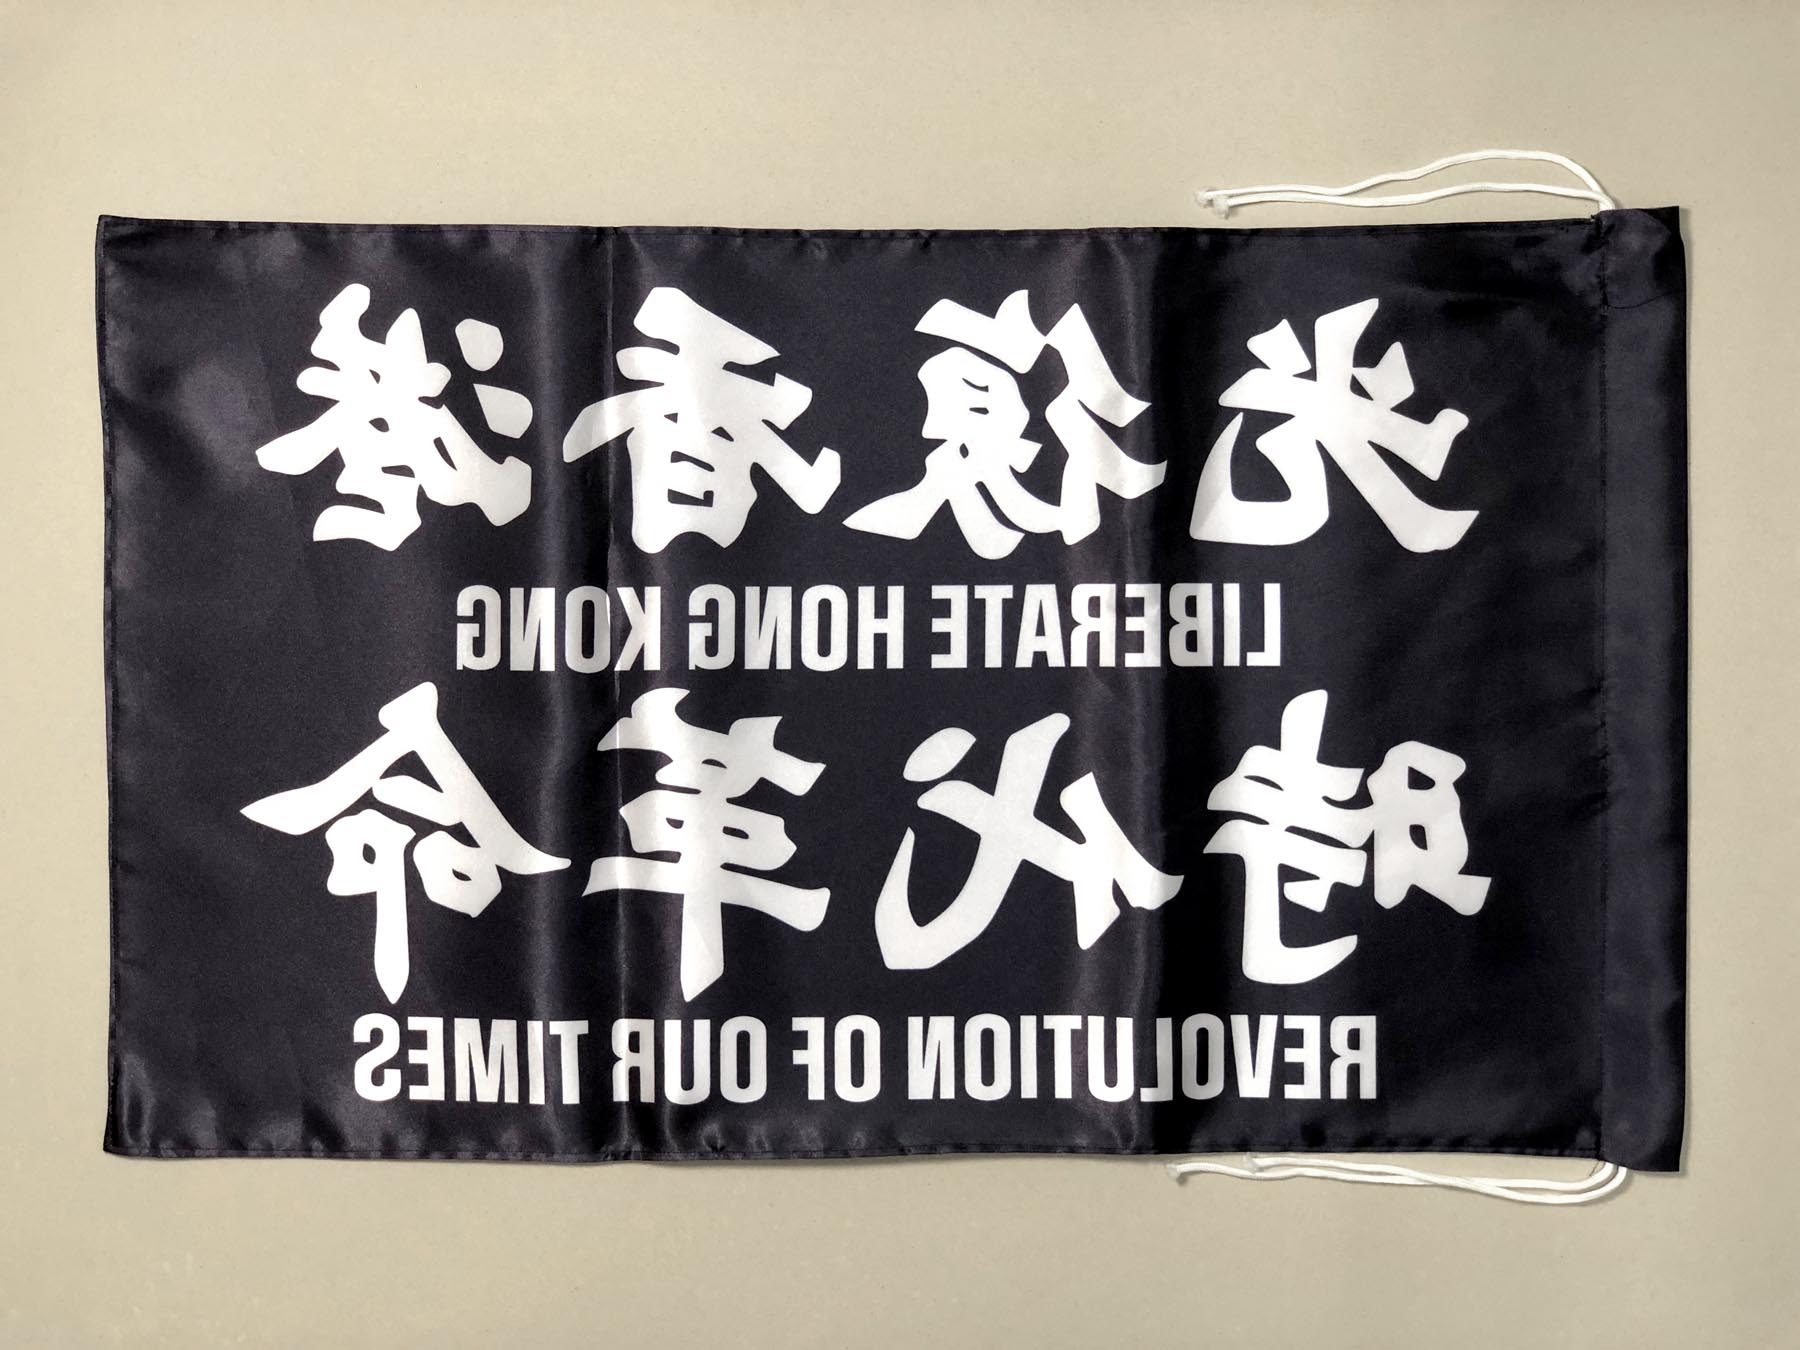 光復香港
LIBERATE HONG KONG
時代革命
REVOLUTION OF OUR TIMES